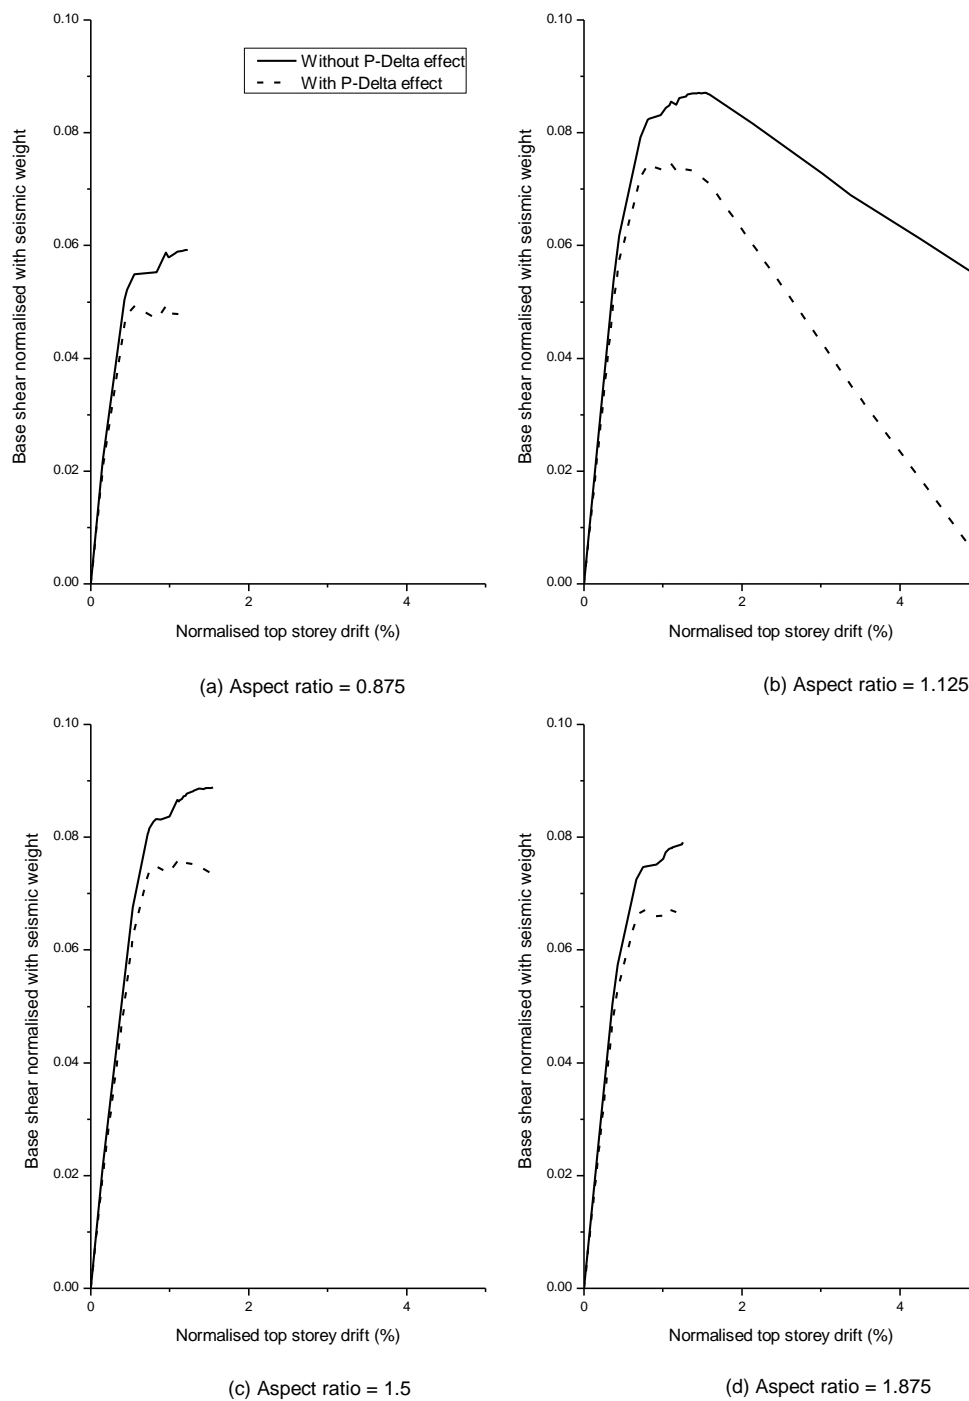 0.10
0.08
0.06
0.04
0.02
0.00
0
2
4
Base shear normalised with seismic weight
Normalised top storey drift (%)
Without P-Delta effect
With P-Delta effect
(a) Aspect ratio = 0.875
0.10
0.08
0.06
0.04
0.02
0.00
0
2
4
Base shear normalised with seismic weight
Normalised top storey drift (%)
(b) Aspect ratio = 1.125
0.10
0.08
0.06
0.04
0.02
0.00
0
2
4
Base shear normalised with seismic weight
Normalised top storey drift (%)
(c) Aspect ratio = 1.5
0.10
0.08
0.06
0.04
0.02
0.00
0
2
4
Base shear normalised with seismic weight
Normalised top storey drift (%)
(d) Aspect ratio = 1.875